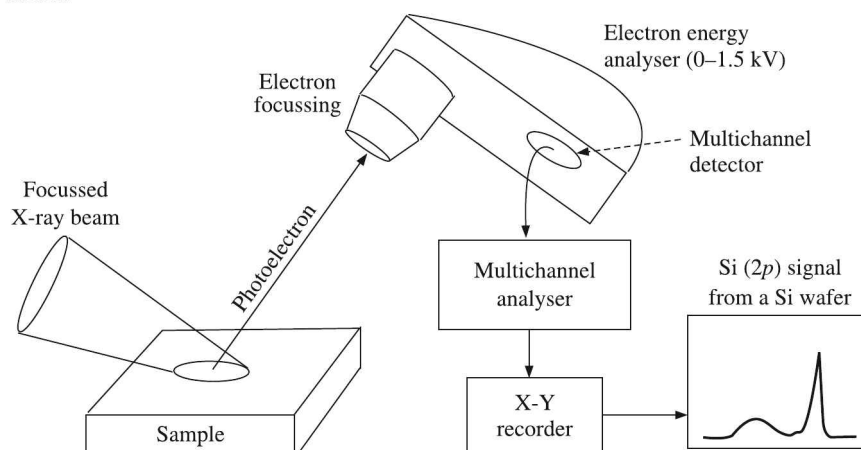 Electron energy
analyser (0–1.5 kV)
Electron
focussing
Multichannel
detector
Focussed
X-ray beam
Photoelectron
Multichannel
analyser
Si (2p) signal
from a Si wafer
X-Y
recorder
Sample